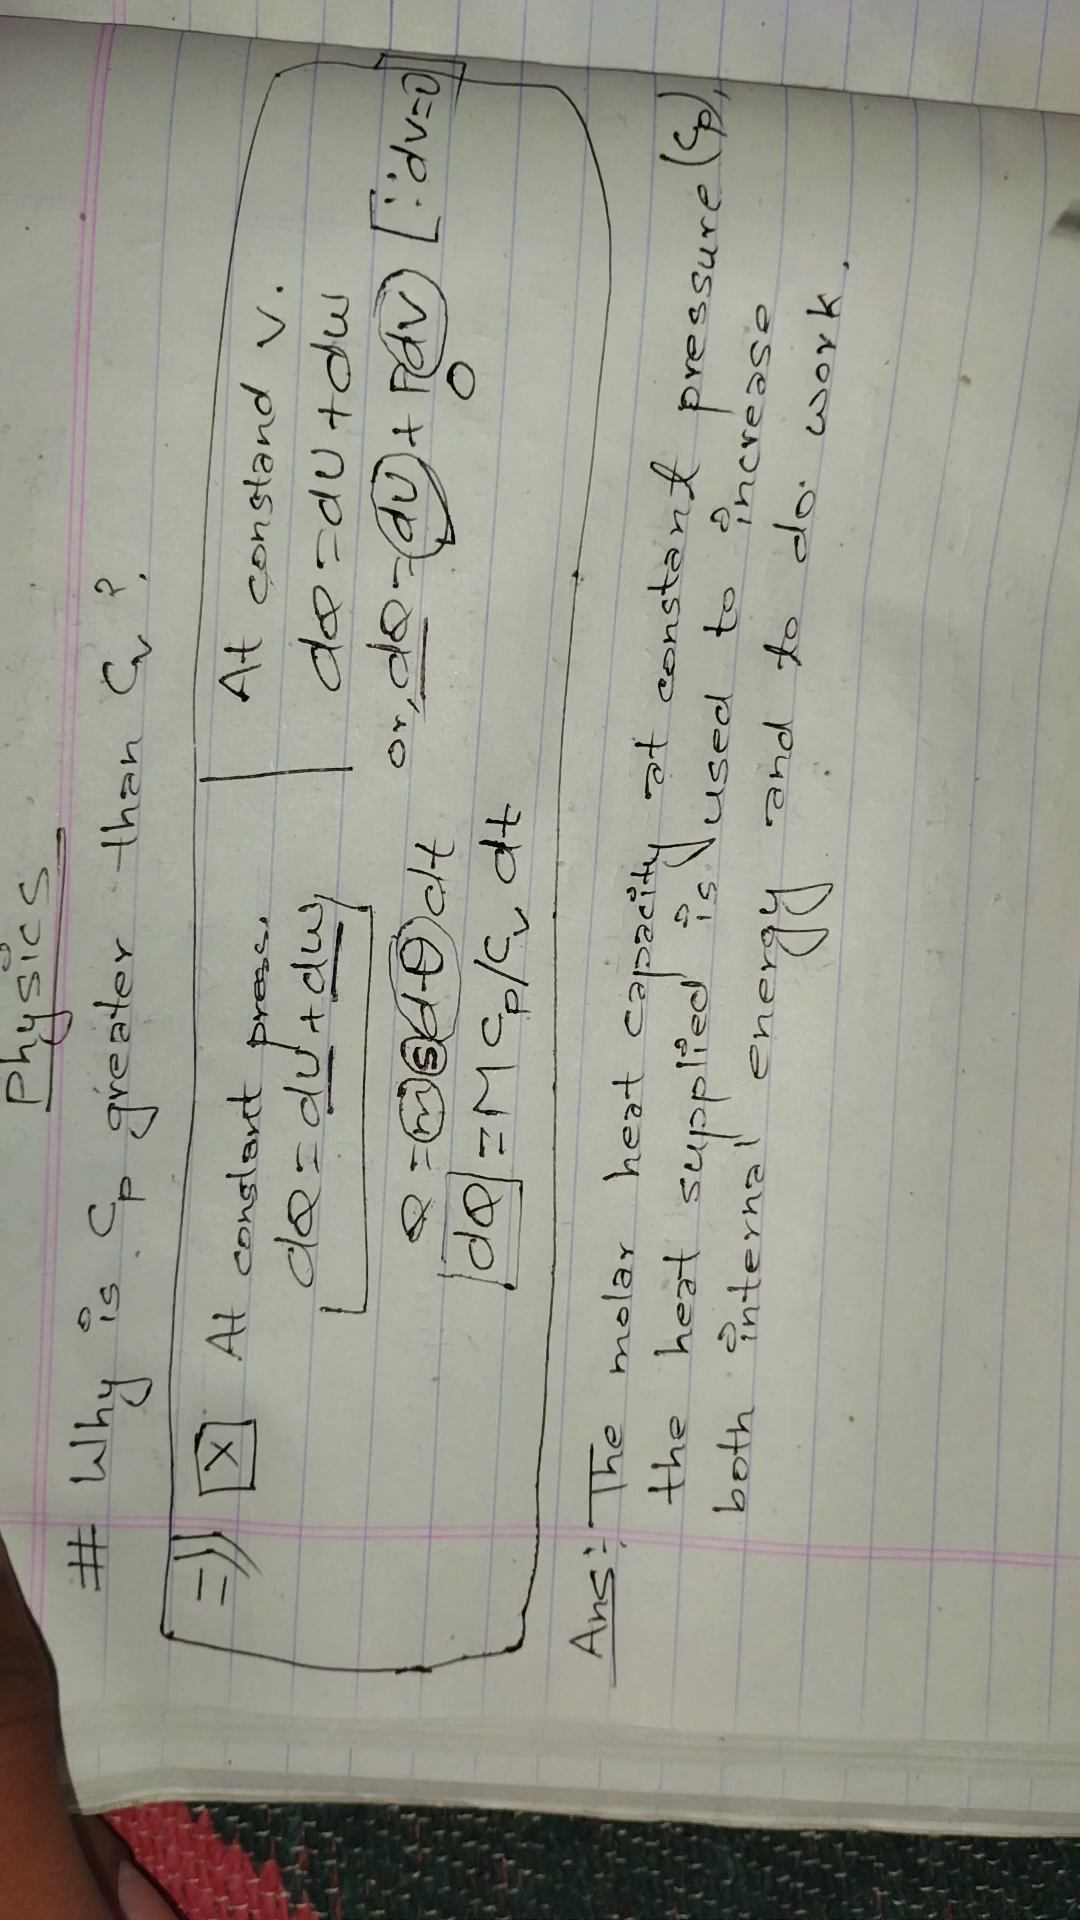 Physics
# Why is Cp greater than Cv?
=> X At constant press.
dQ = dU + dW
Q = msdθ dt
dQ = M Cp/Cv dt
At constand V.
dQ = dU + dW
or, dQ = dU + PdV [∵ dV=0]
0
Ans:- The molar heat capacity at constant pressure (Cp),
the heat supplied is used to increase
both internal energy and to do work.